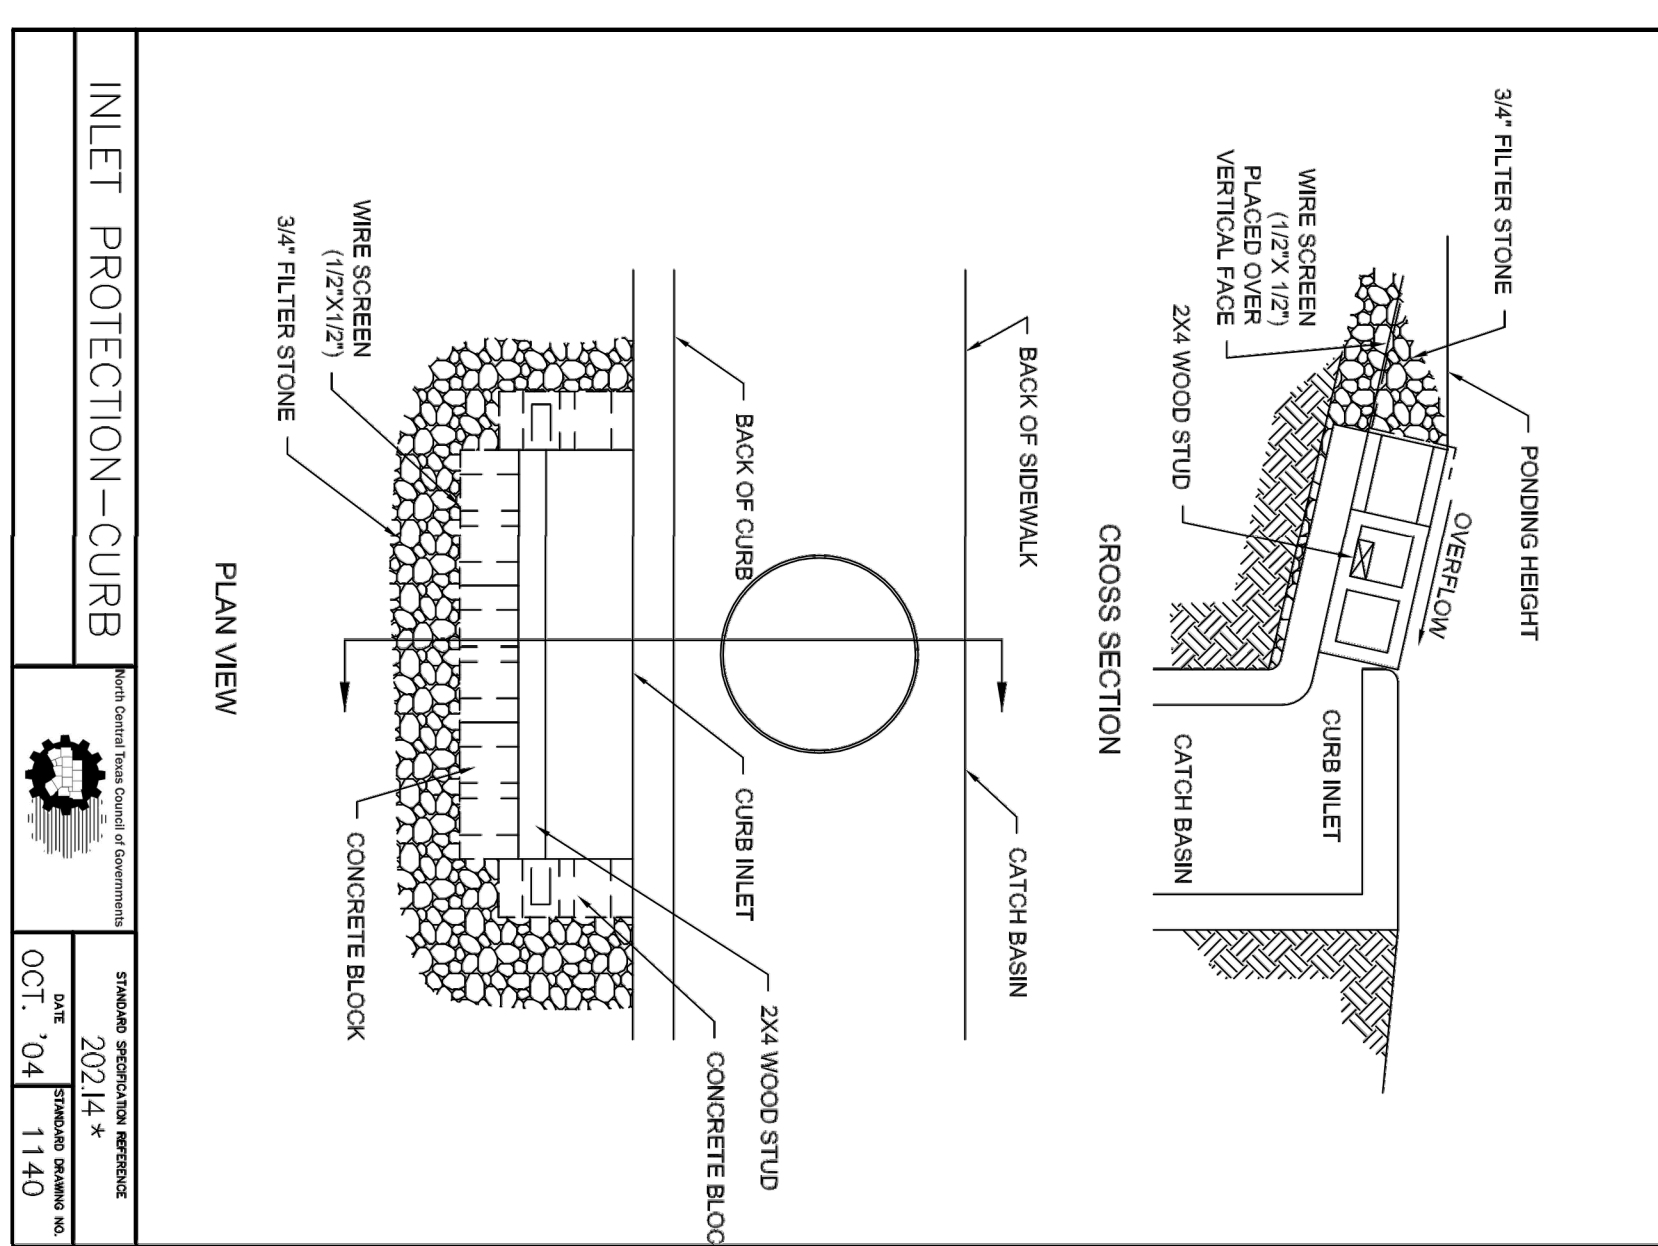 3/4" FILTER STONE
PONDING HEIGHT
WIRE SCREEN
(1/2"X 1/2")
PLACED OVER
VERTICAL FACE
OVERFLOW
2X4 WOOD STUD
CURB INLET
CATCH BASIN
CROSS SECTION
BACK OF SIDEWALK
CATCH BASIN
BACK OF CURB
CURB INLET
2X4 WOOD STUD
CONCRETE BLOC
WIRE SCREEN
(1/2"X1/2")
3/4" FILTER STONE
CONCRETE BLOCK
PLAN VIEW
INLET PROTECTION-CURB
North Central Texas Council of Governments
STANDARD SPECIFICATION REFERENCE
202.14*
DATE
OCT. '04
STANDARD DRAWING NO.
1140